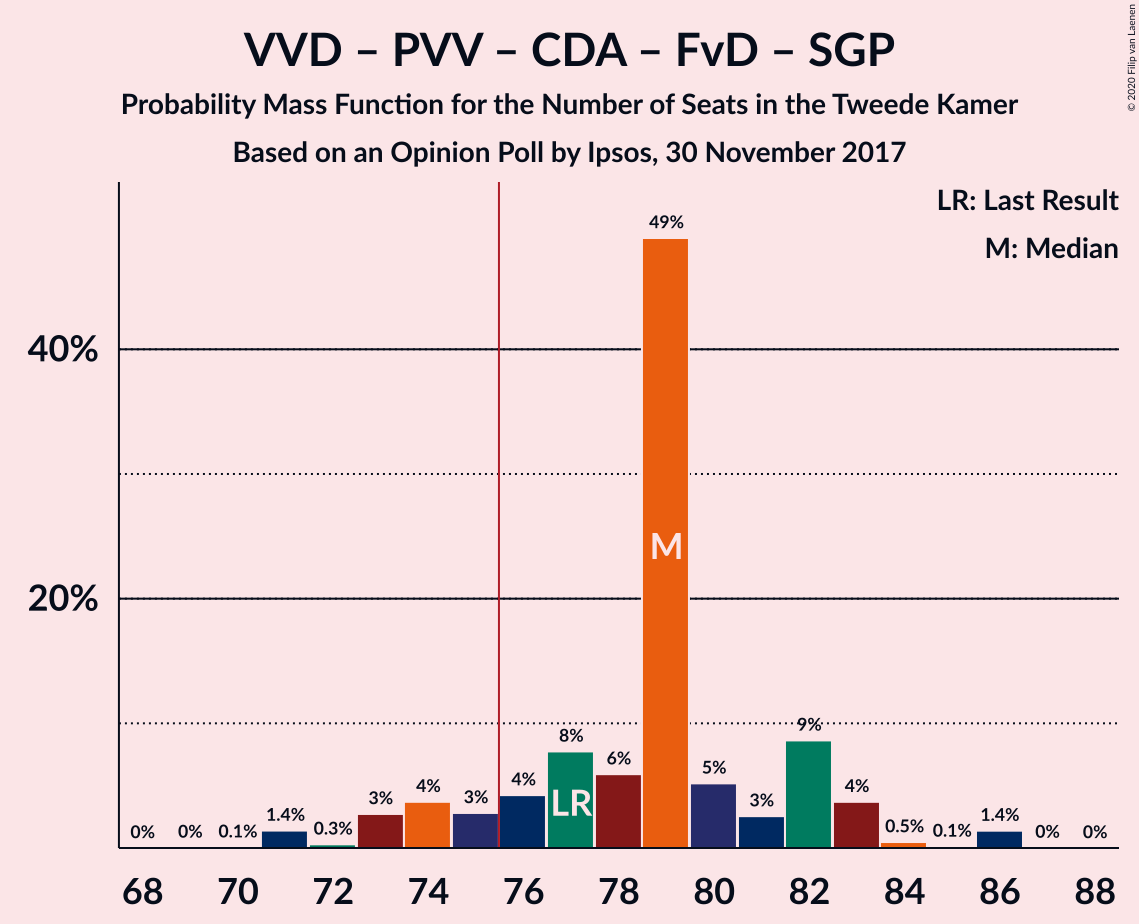 VVD – PVV – CDA – FvD – SGP
Probability Mass Function for the Number of Seats in the Tweede Kamer
Based on an Opinion Poll by Ipsos, 30 November 2017
© 2020 Filip van Laenen
LR: Last Result
M: Median
40%
20%
0% 0% 0.1% 1.4% 0.3% 3% 4% 3% 4% 8% 6% 49% 5% 3% 9% 4% 0.5% 0.1% 1.4% 0% 0%
LR
M
68 70 72 74 76 78 80 82 84 86 88